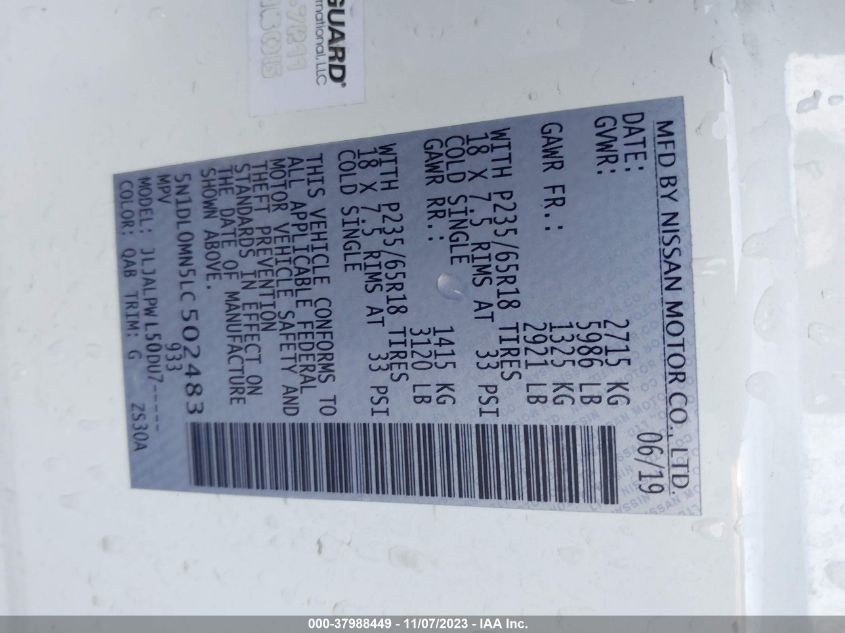 GUARD
ernational, LLC
MFD BY NISSAN MOTOR CO., LTD.
DATE: 06/19
GVWR: 2715 KG
5986 LB
GAWR FR.: 1325 KG
2921 LB
WITH P235/65R18 TIRES
18 X 7.5 RIMS AT 33 PSI
COLD SINGLE
GAWR RR.: 1415 KG
3120 LB
WITH P235/65R18 TIRES
18 X 7.5 RIMS AT 33 PSI
COLD SINGLE
THIS VEHICLE CONFORMS TO
ALL APPLICABLE FEDERAL
MOTOR VEHICLE SAFETY AND
THEFT PREVENTION
STANDARDS IN EFFECT ON
THE DATE OF MANUFACTURE
SHOWN ABOVE.
5N1DL0MN5LC502483
MPV 933
MODEL: JLJALPWL50DU7-----
COLOR: QAB TRIM: G 2S30A
000-37988449 - 11/07/2023 - IAA Inc.